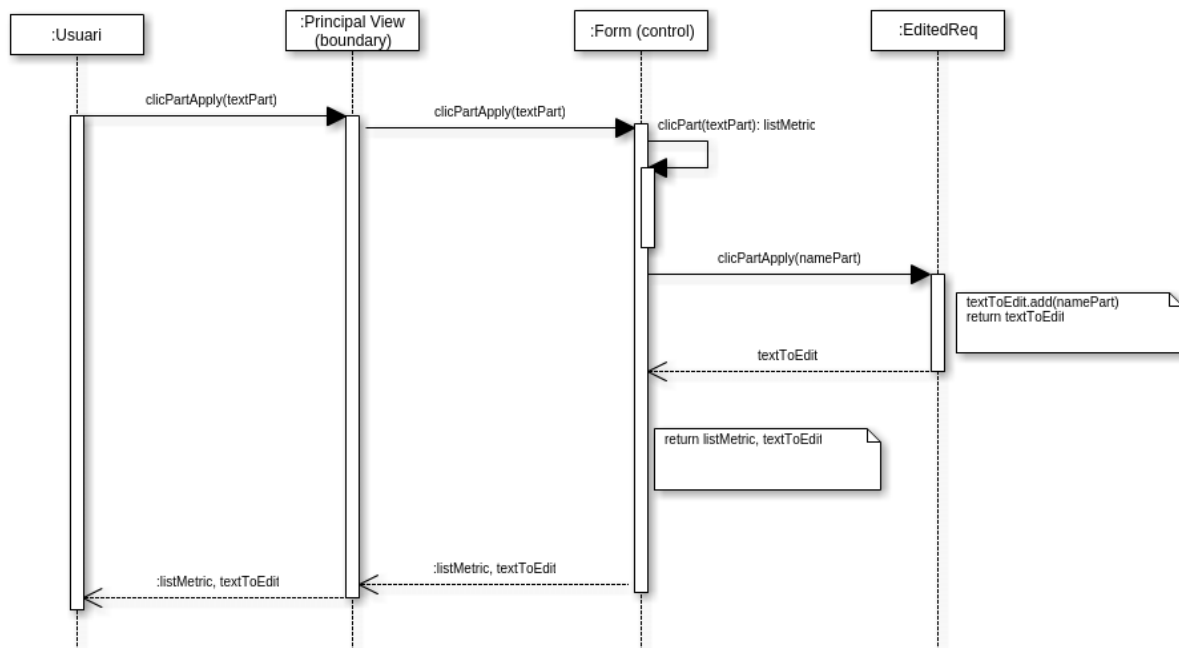 :Usuari
:Principal View
(boundary)
:Form (control)
:EditedReq
clicPartApply(textPart)
clicPartApply(textPart)
clicPart(textPart): listMetric
clicPartApply(namePart)
textToEdit.add(namePart)
return textToEdit
textToEdit
return listMetric, textToEdit
:listMetric, textToEdit
:listMetric, textToEdit